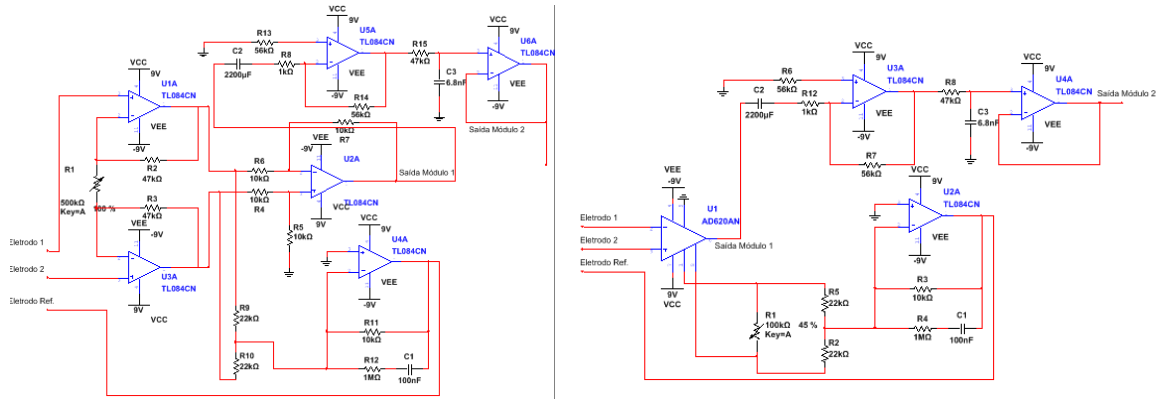 VCC
9V
U1A
TL084CN
VEE
-9V
R1
500kΩ
Key=A
100 %
R2
47kΩ
R3
47kΩ
VEE
-9V
U3A
TL084CN
9V
VCC
Eletrodo 1
Eletrodo 2
Eletrodo Ref.
R13
56kΩ
C2
2200µF
R8
1kΩ
VCC
9V
U5A
TL084CN
VEE
-9V
R14
56kΩ
10kΩ
R7
R15
47kΩ
C3
6.8nF
VCC
9V
U6A
TL084CN
VEE
-9V
Saída Módulo 2
VEE
-9V
U2A
TL084CN
9V
VCC
R6
10kΩ
10kΩ
R4
R5
10kΩ
Saída Módulo 1
VCC
9V
U4A
TL084CN
VEE
-9V
R9
22kΩ
R10
22kΩ
R11
10kΩ
R12
1MΩ
C1
100nF
R6
56kΩ
C2
2200µF
R12
1kΩ
VCC
9V
U3A
TL084CN
VEE
-9V
R7
56kΩ
R8
47kΩ
C3
6.8nF
VCC
9V
U4A
TL084CN
Saída Módulo 2
VEE
-9V
VEE
-9V
U1
AD620AN
Saída Módulo 1
9V
VCC
Eletrodo 1
Eletrodo 2
Eletrodo Ref.
VCC
9V
U2A
TL084CN
VEE
-9V
R1
100kΩ
Key=A
45 %
R5
22kΩ
R2
22kΩ
R3
10kΩ
R4
1MΩ
C1
100nF